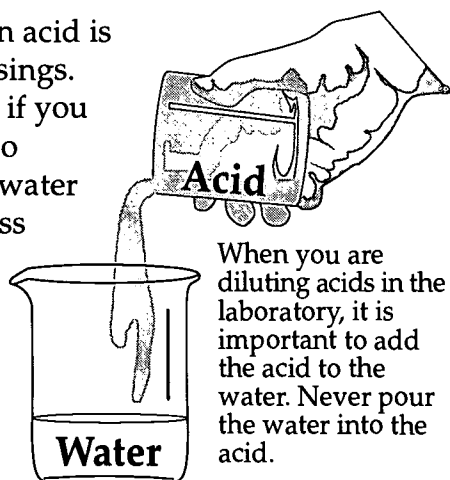 n acid is
sings.
if you
o
water
ss
Acid
When you are
diluting acids in the
laboratory, it is
important to add
the acid to the
water. Never pour
the water into the
acid.
Water